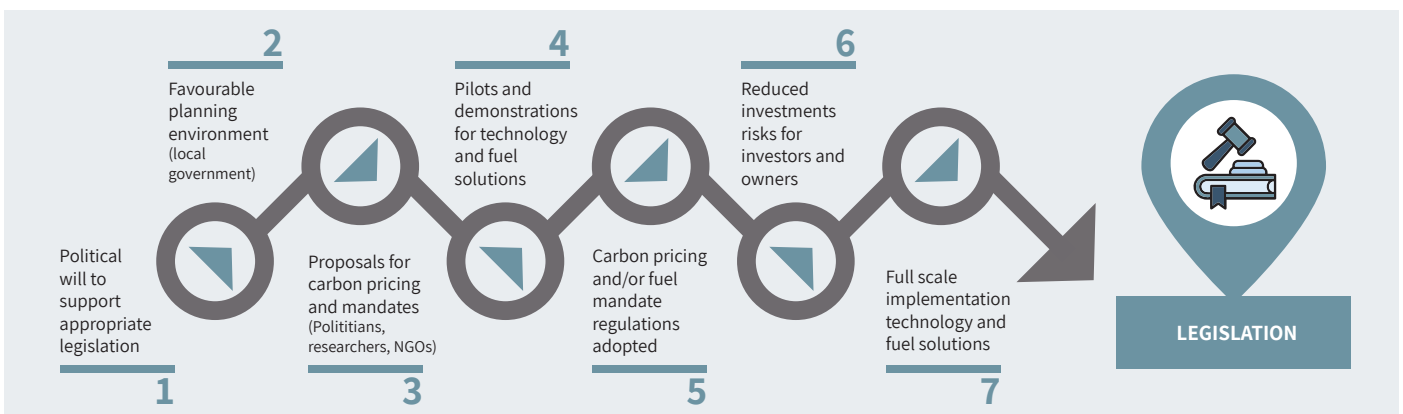 1
Political
will to
support
appropriate
legislation
2
Favourable
planning
environment
(local
government)
3
Proposals for
carbon pricing
and mandates
(Polititians,
researchers, NGOs)
4
Pilots and
demonstrations
for technology
and fuel
solutions
5
Carbon pricing
and/or fuel
mandate
regulations
adopted
6
Reduced
investments
risks for
investors and
owners
7
Full scale
implementation
technology and
fuel solutions
LEGISLATION